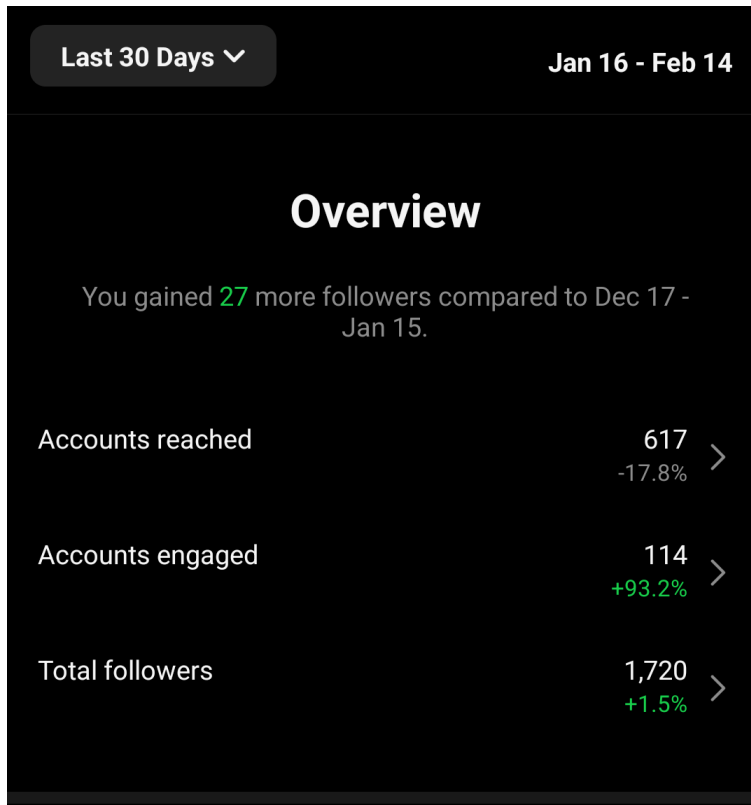 Last 30 Days
Jan 16 - Feb 14
Overview
You gained 27 more followers compared to Dec 17 -
Jan 15.
Accounts reached
617
-17.8%
Accounts engaged
114
+93.2%
Total followers
1,720
+1.5%